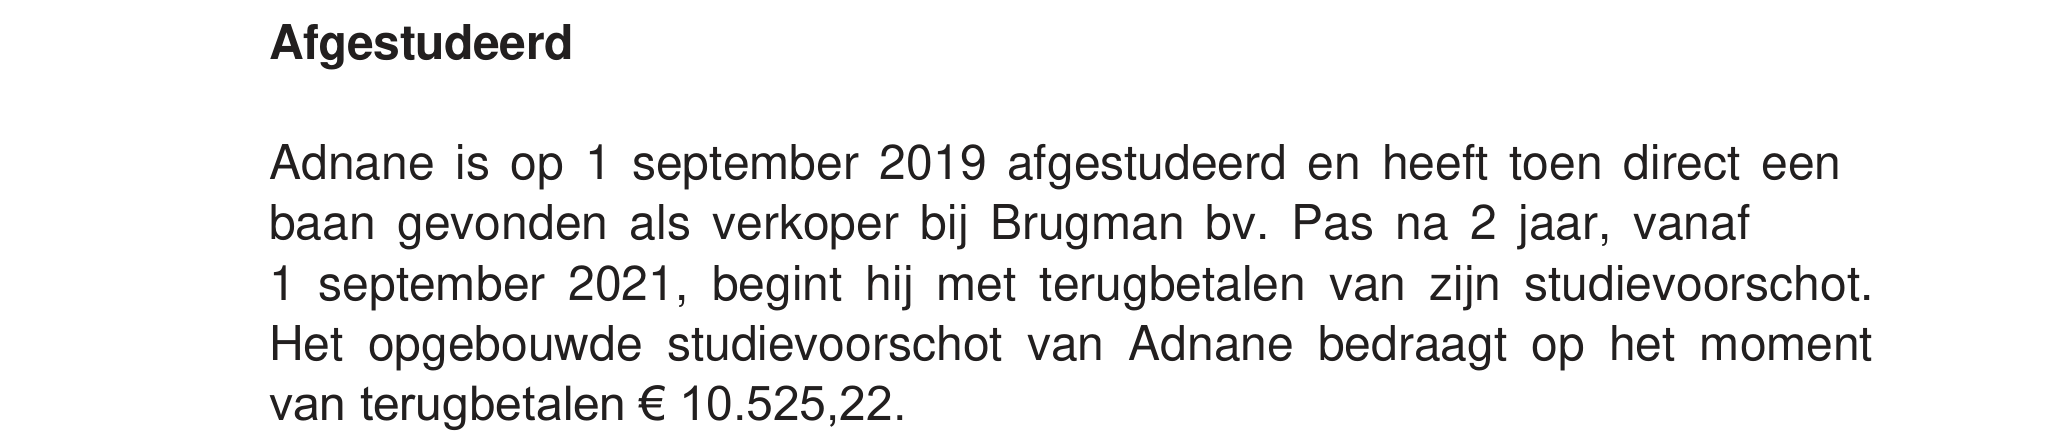 Afgestudeerd
Adnane is op 1 september 2019 afgestudeerd en heeft toen direct een
baan gevonden als verkoper bij Brugman bv. Pas na 2 jaar, vanaf
1 september 2021, begint hij met terugbetalen van zijn studievoorschot.
Het opgebouwde studievoorschot van Adnane bedraagt op het moment
van terugbetalen € 10.525,22.